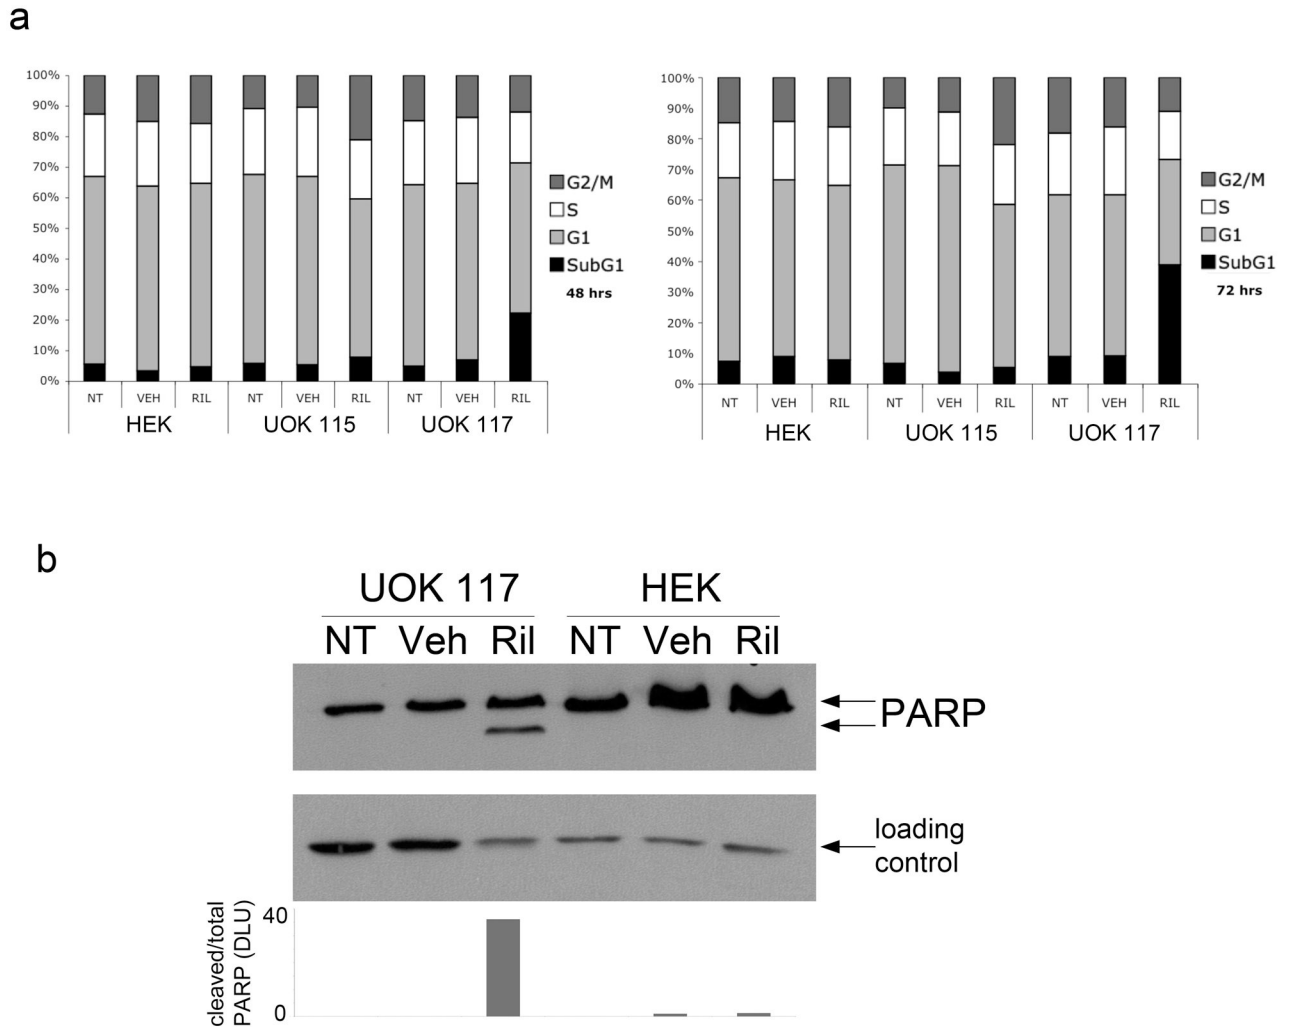 a
100%
90%
80%
70%
60%
50%
40%
30%
20%
10%
0%
NT VEH RIL NT VEH RIL NT VEH RIL
HEK UOK 115 UOK 117
G2/M
S
G1
SubG1
48 hrs
100%
90%
80%
70%
60%
50%
40%
30%
20%
10%
0%
NT VEH RIL NT VEH RIL NT VEH RIL
HEK UOK 115 UOK 117
G2/M
S
G1
SubG1
72 hrs
b
UOK 117 HEK
NT Veh Ril NT Veh Ril
PARP
loading
control
cleaved/total
PARP (DLU)
40
0